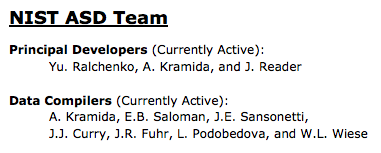 NIST ASD Team
Principal Developers (Currently Active):
Yu. Ralchenko, A. Kramida, and J. Reader
Data Compilers (Currently Active):
A. Kramida, E.B. Saloman, J.E. Sansonetti,
J.J. Curry, J.R. Fuhr, L. Podobedova, and W.L. Wiese